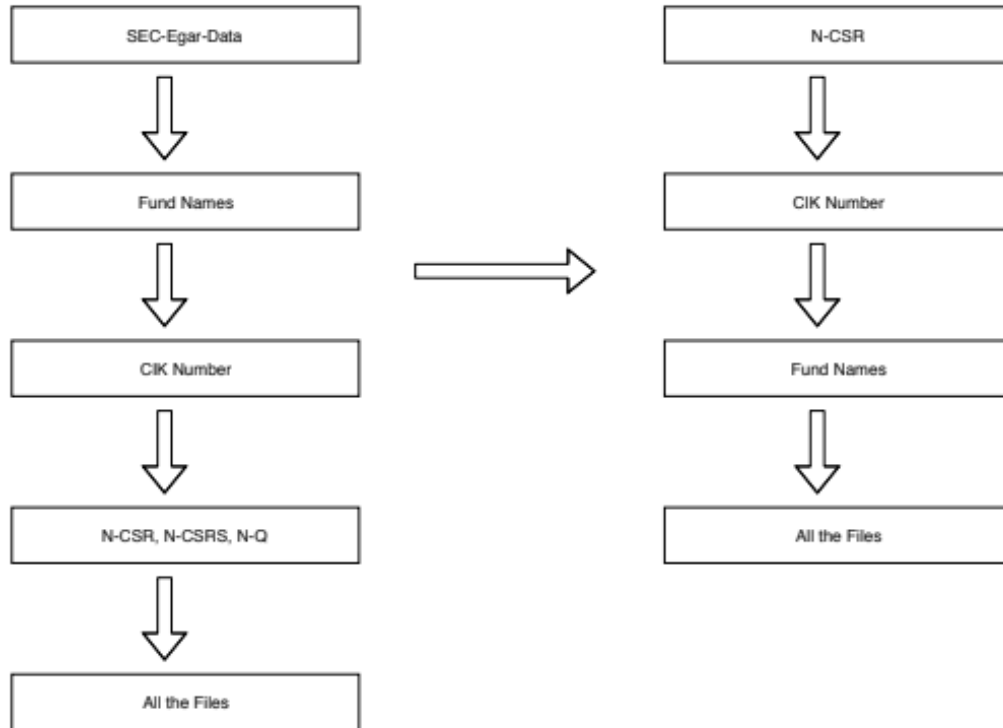 SEC-Egar-Data
Fund Names
CIK Number
N-CSR, N-CSRS, N-Q
All the Files
N-CSR
CIK Number
Fund Names
All the Files